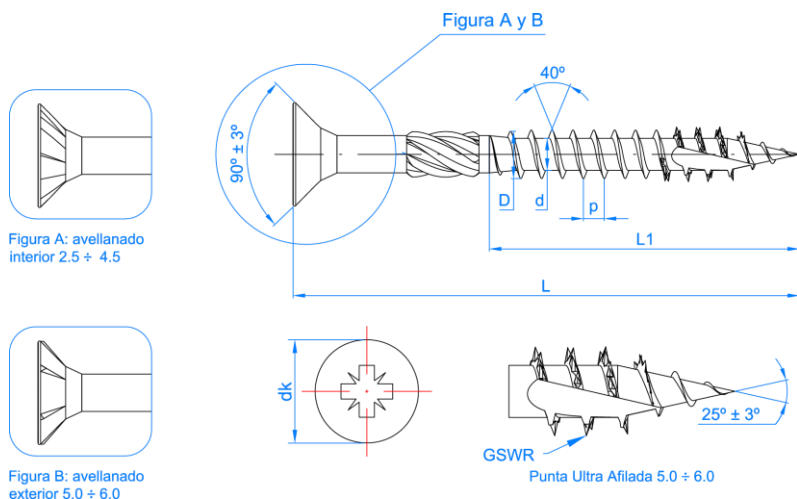 Figura A y B
40º
90º ± 3º
D
d
p
L1
L
Figura A: avellanado
interior 2.5 ÷ 4.5
dk
GSWR
25º ± 3º
Punta Ultra Afilada 5.0 ÷ 6.0
Figura B: avellanado
exterior 5.0 ÷ 6.0